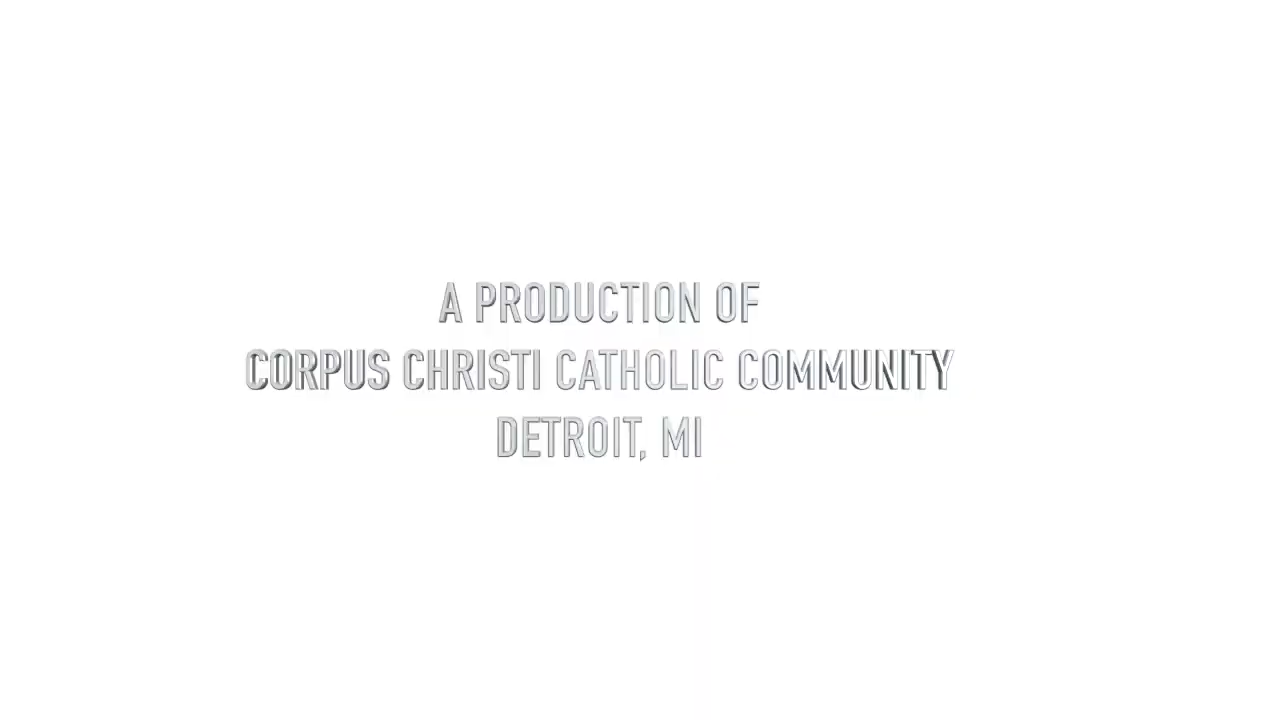 A PRODUCTION OF
CORPUS CHRISTI CATHOLIC COMMUNITY
DETROIT, MI